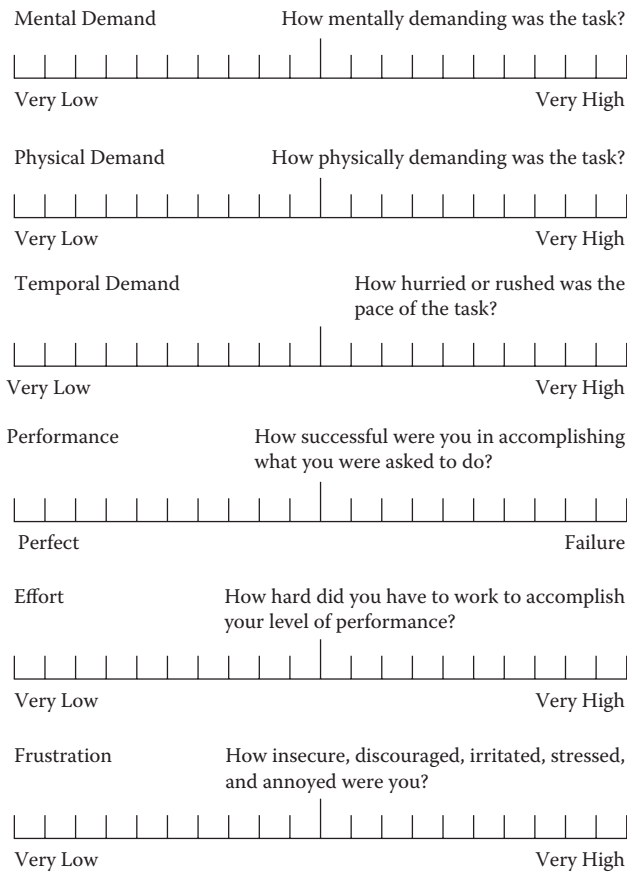 Mental Demand How mentally demanding was the task?
Very Low Very High
Physical Demand How physically demanding was the task?
Very Low Very High
Temporal Demand How hurried or rushed was the
pace of the task?
Very Low Very High
Performance How successful were you in accomplishing
what you were asked to do?
Perfect Failure
Effort How hard did you have to work to accomplish
your level of performance?
Very Low Very High
Frustration How insecure, discouraged, irritated, stressed,
and annoyed were you?
Very Low Very High